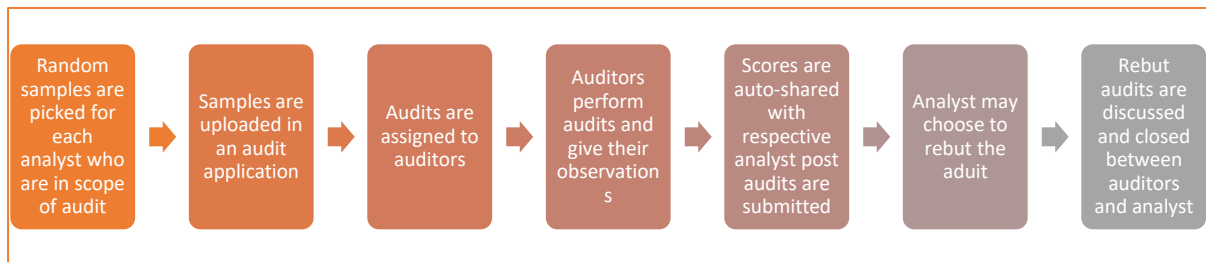 Random
samples are
picked for
each
analyst who
are in scope
of audit
Samples are
uploaded in
an audit
application
Audits are
assigned to
auditors
Auditors
perform
audits and
give their
observation
s
Scores are
auto-shared
with
respective
analyst post
audits are
submitted
Analyst may
choose to
rebut the
aduit
Rebut
audits are
discussed
and closed
between
auditors
and analyst